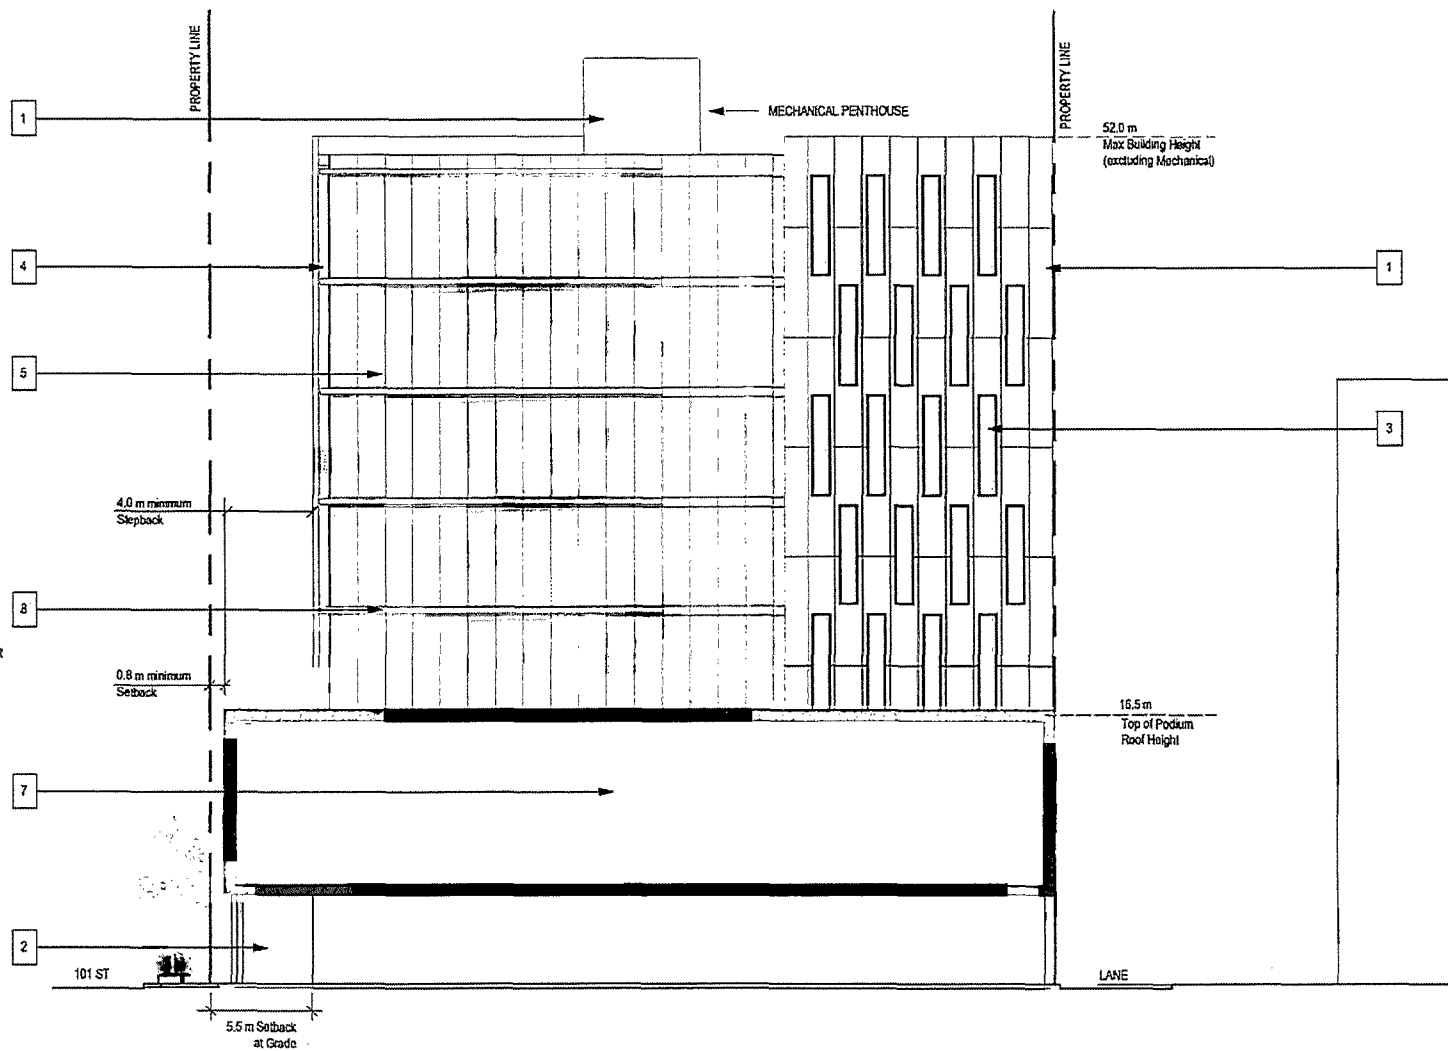 PROPERTY LINE
PROPERTY LINE
1
MECHANICAL PENTHOUSE
52.0 m
Max Building Height
(excluding Mechanical)
4
1
5
3
4.0 m minimum
Stepback
8
0.8 m minimum
Setback
16.5 m
Top of Podium
Roof Height
7
2
101 ST
LANE
5.5 m Setback
at Grade